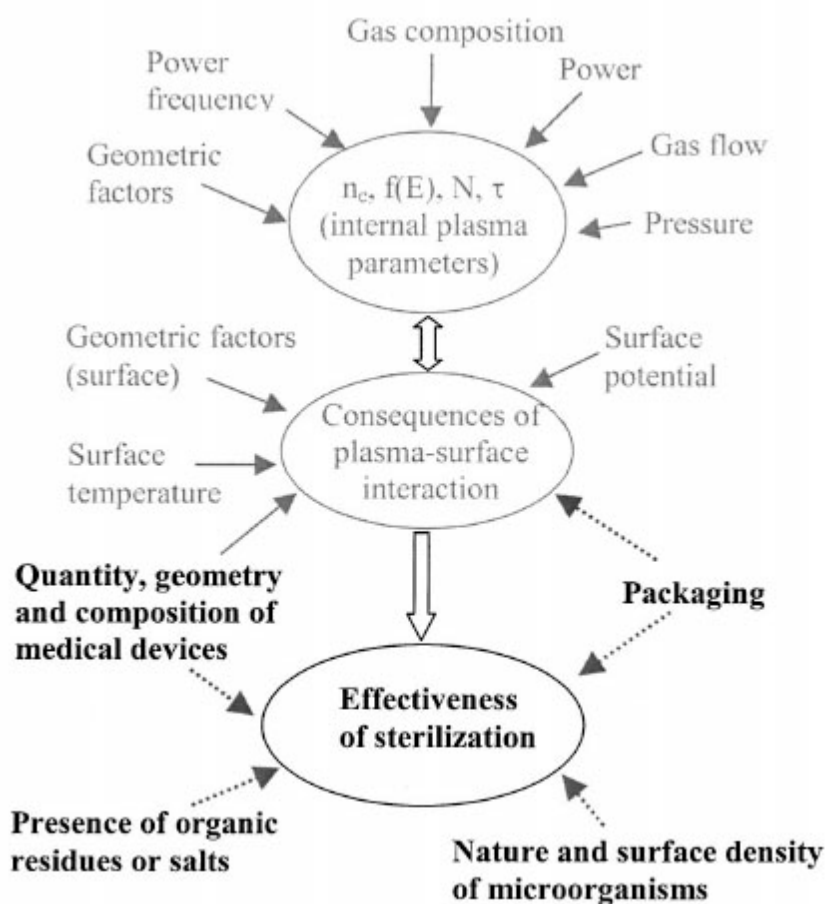 Gas composition
Power
frequency
Power
Geometric
factors
Gas flow
nₑ, f(E), N, τ
(internal plasma
parameters)
Pressure
Geometric factors
(surface)
Surface
potential
Consequences of
plasma-surface
interaction
Surface
temperature
Quantity, geometry
and composition of
medical devices
Packaging
Effectiveness
of sterilization
Presence of organic
residues or salts
Nature and surface density
of microorganisms